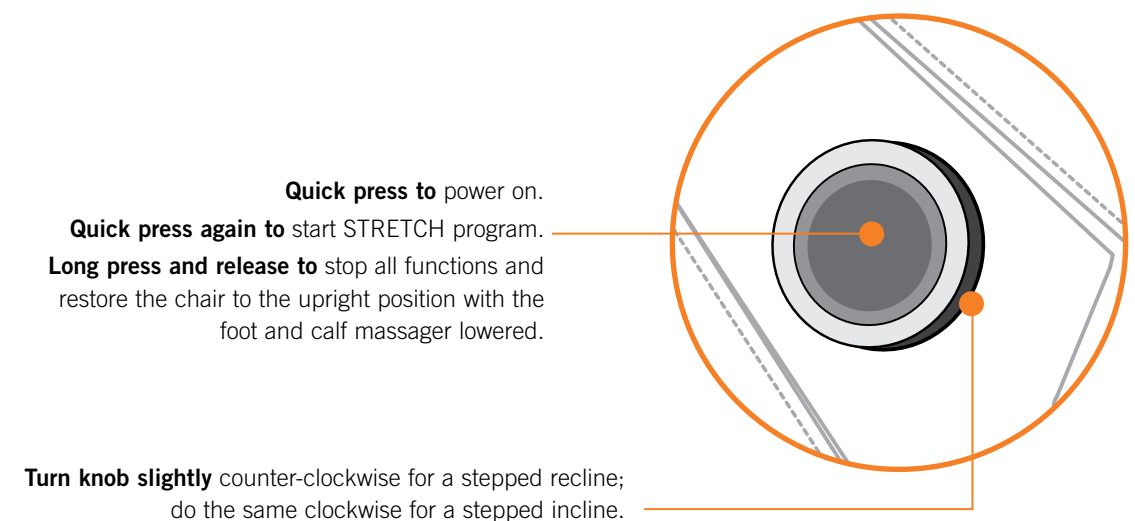 Quick press to power on.
Quick press again to start STRETCH program.
Long press and release to stop all functions and
restore the chair to the upright position with the
foot and calf massager lowered.
Turn knob slightly counter-clockwise for a stepped recline;
do the same clockwise for a stepped incline.